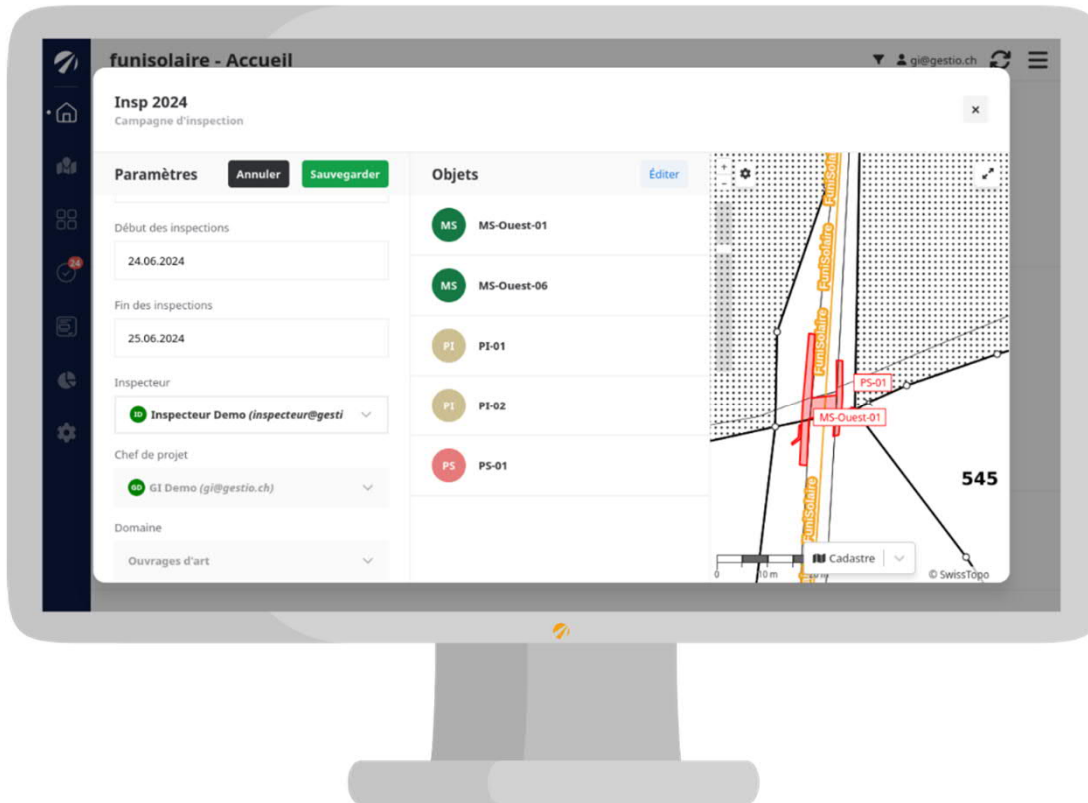 funisolaire - Accueil
gi@gestio.ch
Insp 2024
Campagne d'inspection
×
Paramètres
Annuler
Sauvegarder
Début des inspections
24.06.2024
Fin des inspections
25.06.2024
Inspecteur
ID Inspecteur Demo (inspecteur@gesti
Chef de projet
GD GI Demo (gi@gestio.ch)
Domaine
Ouvrages d'art
24
Objets
Éditer
MS MS-Ouest-01
MS MS-Ouest-06
PI PI-01
PI PI-02
PS PS-01
+
-
FuniSolaire
FuniSolaire
FuniSolaire
FuniSolaire
PS-01
MS-Ouest-01
545
Cadastre
0 10 m
© SwissTopo